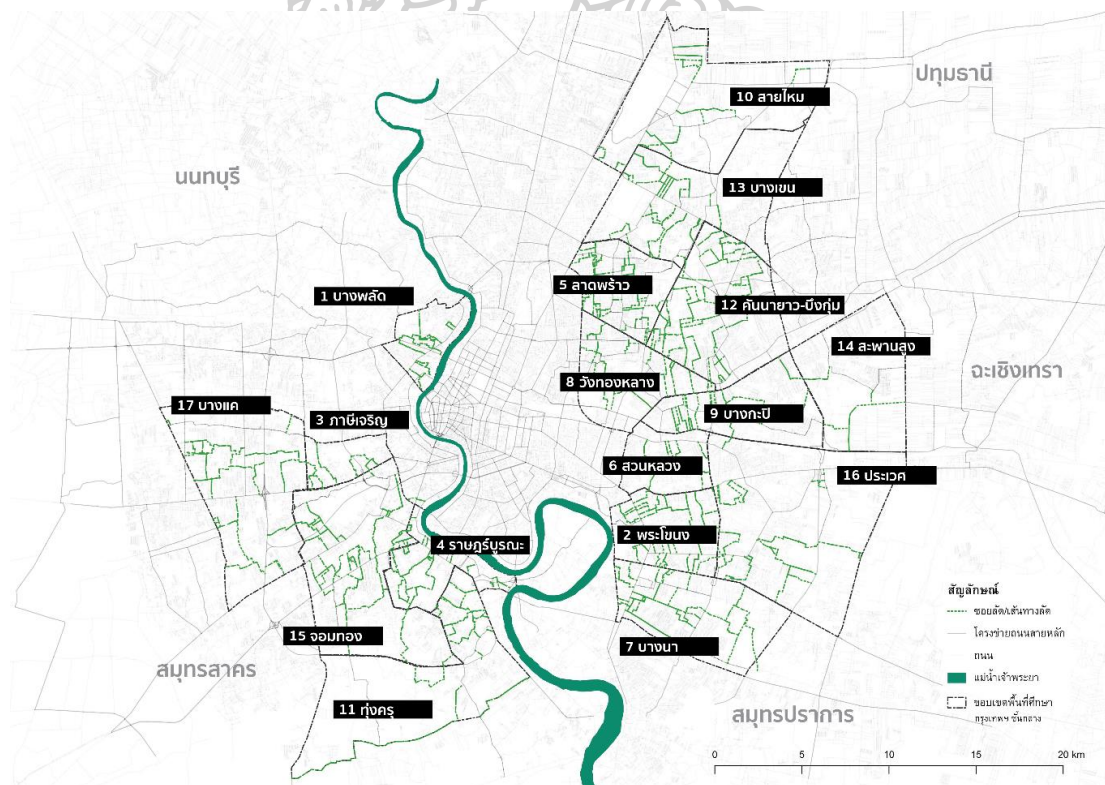 ปทุมธานี
10 สายไหม
นนทบุรี
13 บางเขน
5 ลาดพร้าว
1 บางพลัด
12 คันนายาว-บึงกุ่ม
14 สะพานสูง
ฉะเชิงเทรา
8 วังทองหลาง
17 บางแค
3 ภาษีเจริญ
9 บางกะปิ
6 สวนหลวง
16 ประเวศ
2 พระโขนง
4 ราษฎร์บูรณะ
สัญลักษณ์
ซอยลัด/เส้นทางลัด
โครงข่ายถนนสายหลัก
ถนน
แม่น้ำเจ้าพระยา
ขอบเขตพื้นที่ศึกษา
กรุงเทพฯ ชั้นกลาง
15 จอมทอง
7 บางนา
สมุทรสาคร
11 ทุ่งครุ
สมุทรปราการ
0 5 10 15 20 km